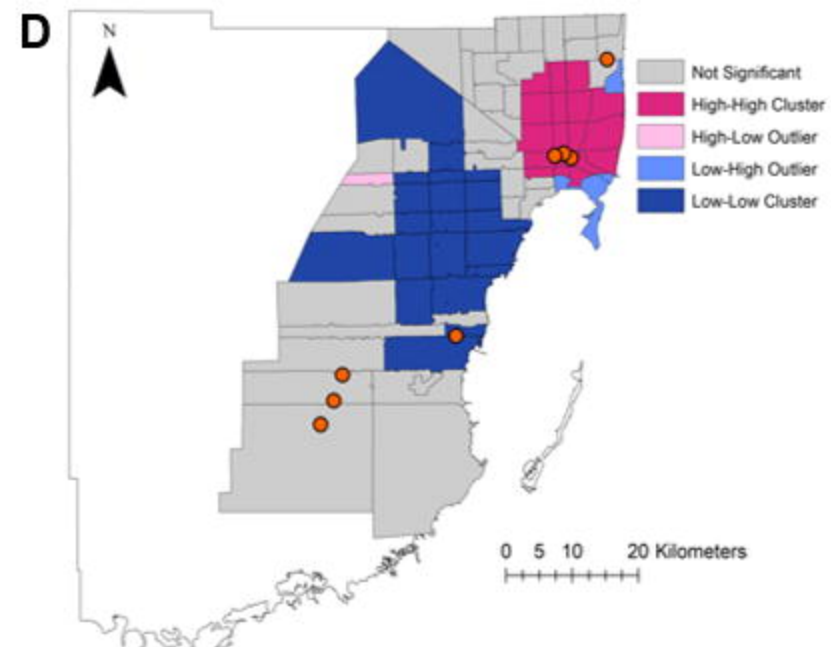 D
N
Not Significant
High-High Cluster
High-Low Outlier
Low-High Outlier
Low-Low Cluster
0 5 10 20 Kilometers